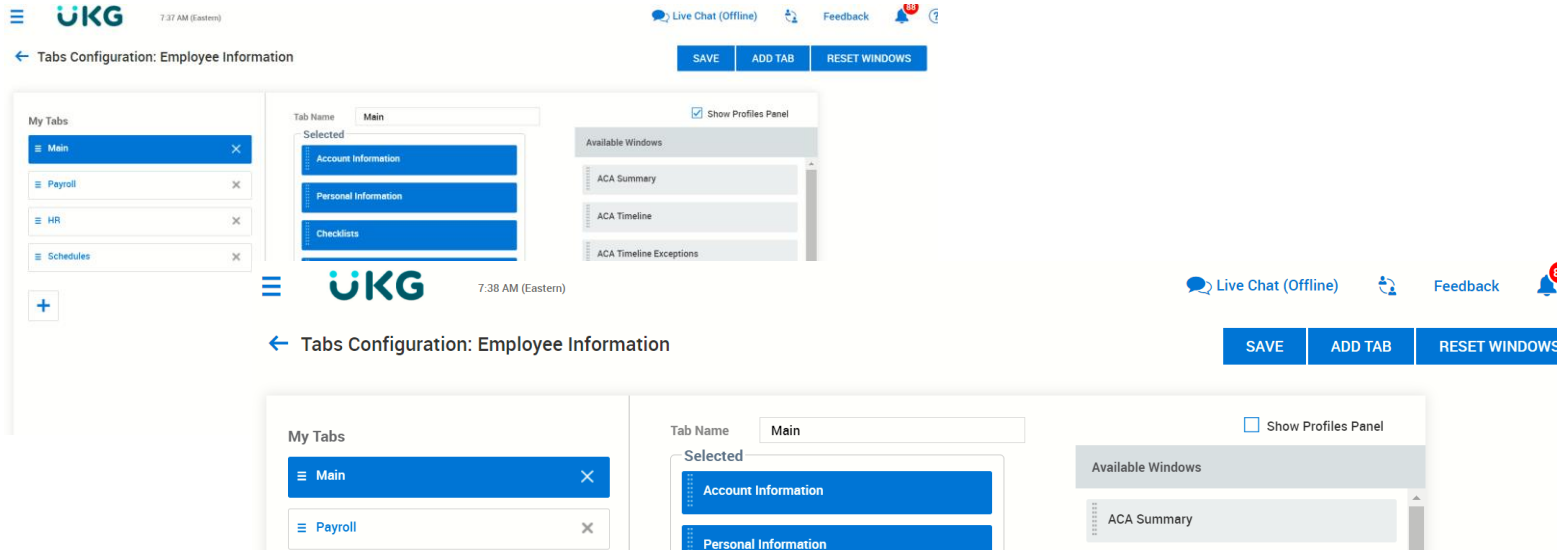 UKG 7:37 AM (Eastern) Live Chat (Offline) Feedback 88
Tabs Configuration: Employee Information SAVE ADD TAB RESET WINDOWS
My Tabs
Main
Payroll
HR
Schedules
Tab Name Main
Selected
Account Information
Personal Information
Checklists
Show Profiles Panel
Available Windows
ACA Summary
ACA Timeline
ACA Timeline Exceptions
UKG 7:38 AM (Eastern) Live Chat (Offline) Feedback
Tabs Configuration: Employee Information SAVE ADD TAB RESET WINDOWS
My Tabs
Main
Payroll
Tab Name Main
Selected
Account Information
Personal Information
Show Profiles Panel
Available Windows
ACA Summary